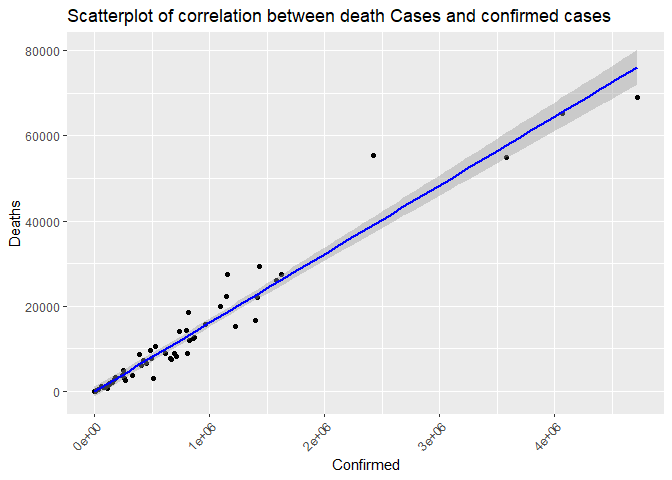 Scatterplot of correlation between death Cases and confirmed cases
80000
60000
40000
20000
0
Deaths
0e+00
1e+06
2e+06
3e+06
4e+06
Confirmed